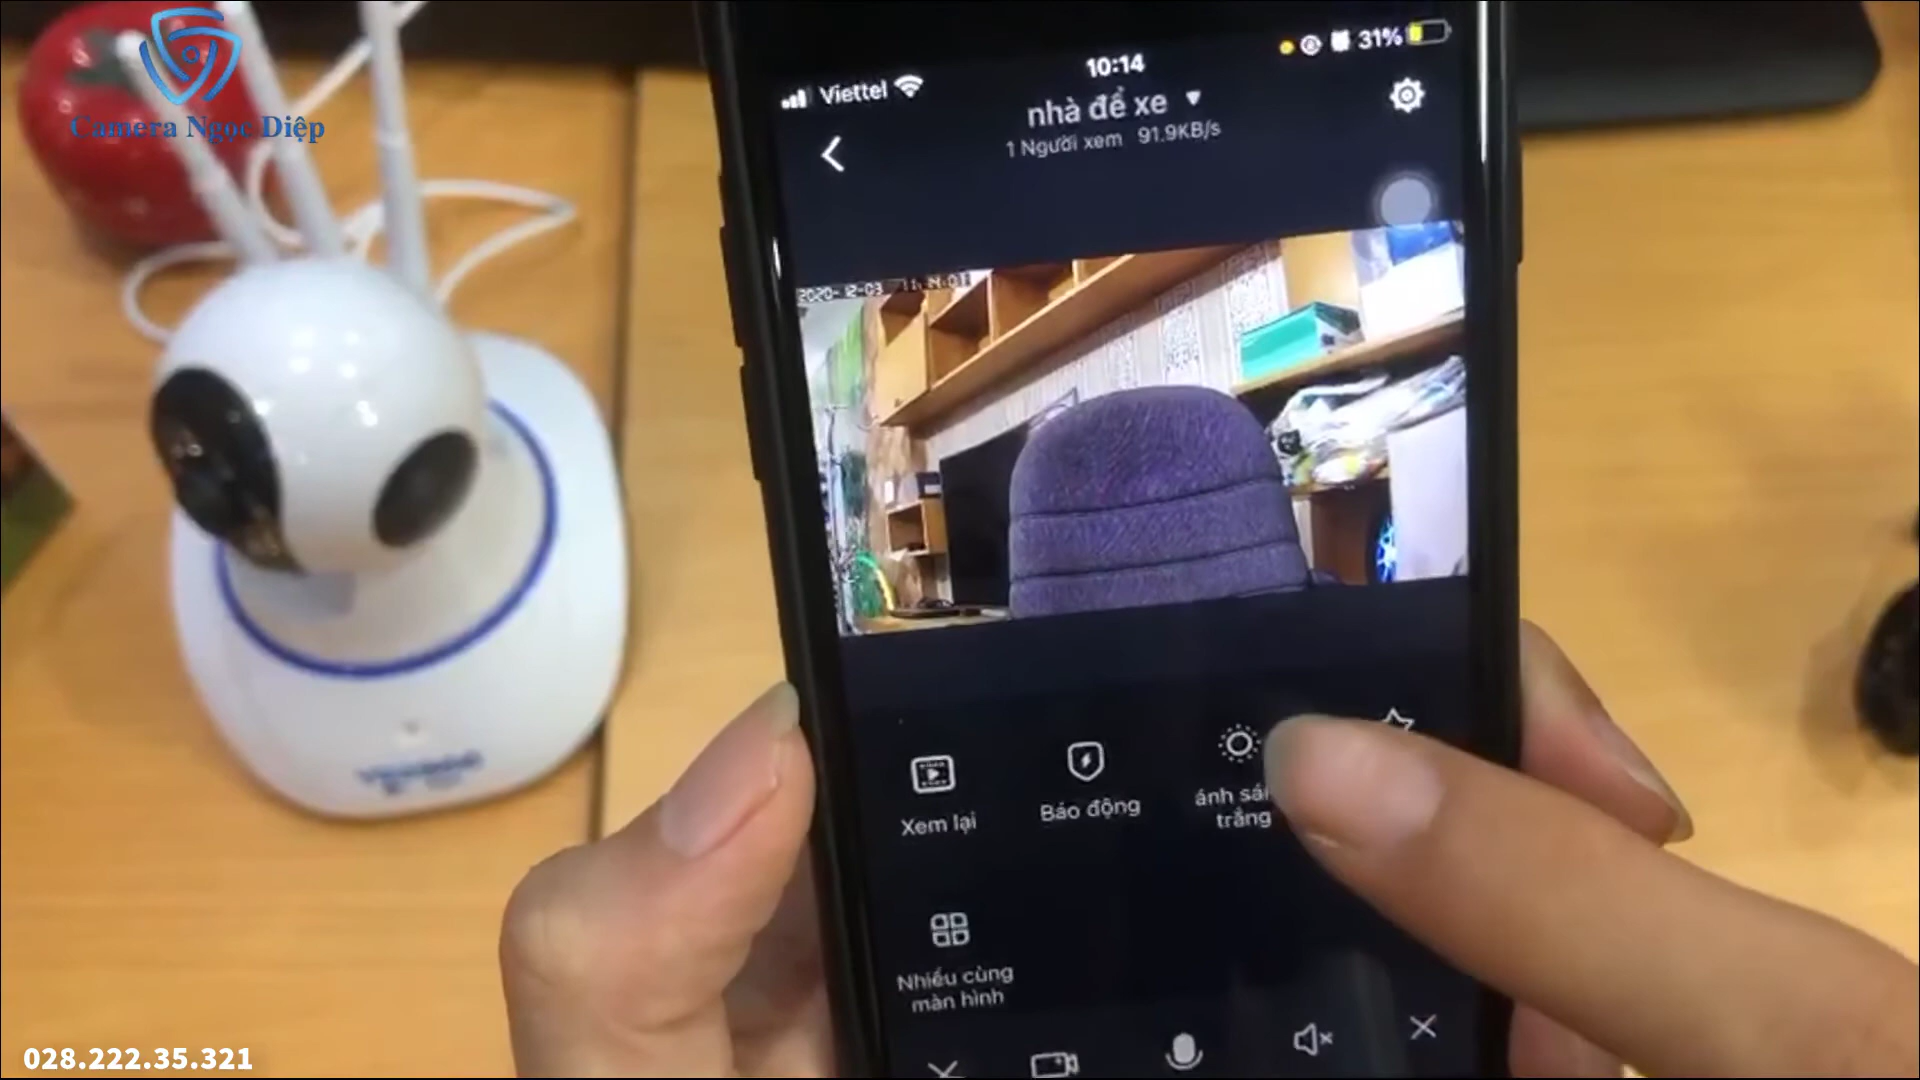 Camera Ngọc Diệp
Viettel
10:14
31%
nhà để xe
1 Người xem 91.9KB/s
2020-12-03
Xem lại
Báo động
ánh
trắng
Nhiều cùng
màn hình
028.222.35.321